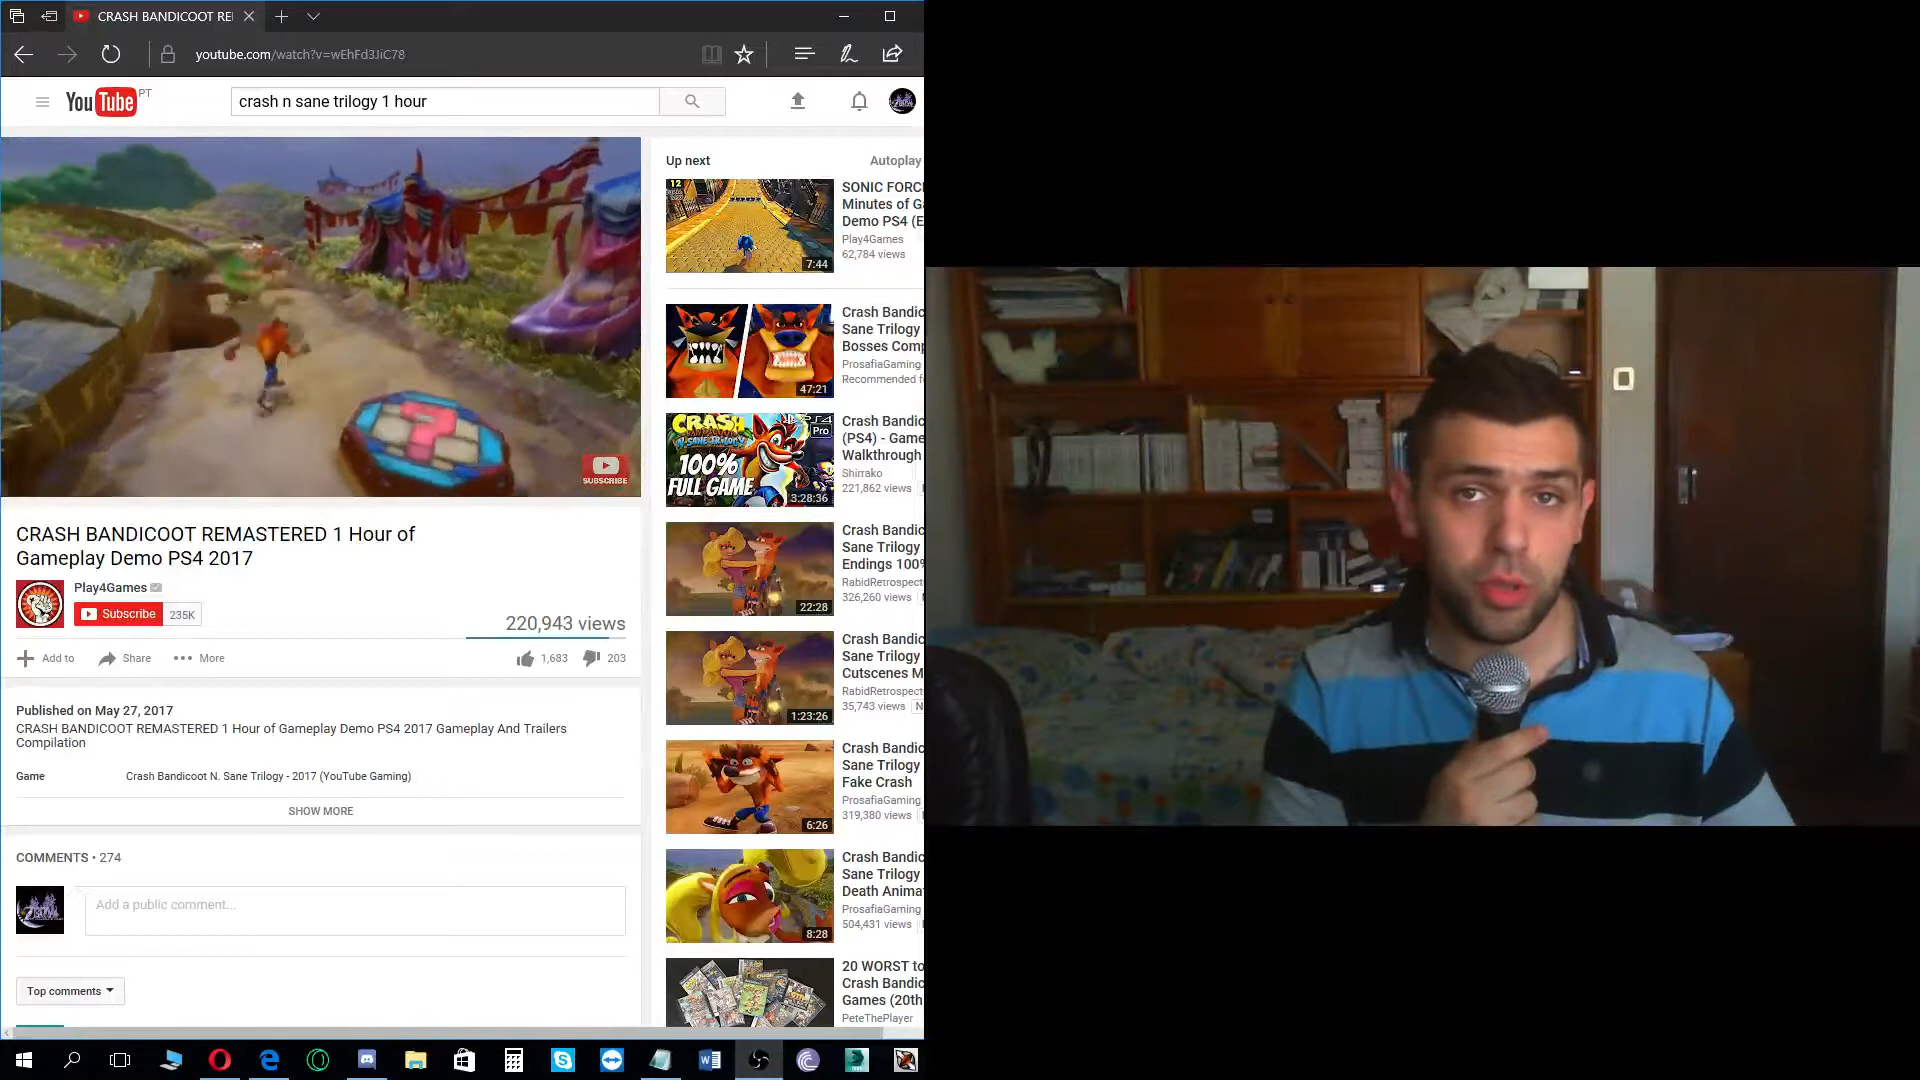 CRASH BANDICOOT RE
youtube.com/watch?v=wEhFd3JiC78
YouTube PT
crash n sane trilogy 1 hour
SUBSCRIBE
CRASH BANDICOOT REMASTERED 1 Hour of
Gameplay Demo PS4 2017
Play4Games
Subscribe 235K
220,943 views
Add to Share More 1,683 203
Published on May 27, 2017
CRASH BANDICOOT REMASTERED 1 Hour of Gameplay Demo PS4 2017 Gameplay And Trailers
Compilation
Game Crash Bandicoot N. Sane Trilogy - 2017 (YouTube Gaming)
SHOW MORE
COMMENTS • 274
Add a public comment...
Top comments
Up next Autoplay
12
7:44
SONIC FORC
Minutes of G
Demo PS4 (E
Play4Games
62,784 views
47:21
Crash Bandic
Sane Trilogy
Bosses Comp
ProsafiaGaming
Recommended f
CRASH
BANDICOOT
N. SANE TRILOGY
PS4
Pro
100%
FULL GAME
3:28:36
Crash Bandic
(PS4) - Game
Walkthrough
Shirrako
221,862 views
22:28
Crash Bandic
Sane Trilogy
Endings 100%
RabidRetrospect
326,260 views
1:23:26
Crash Bandic
Sane Trilogy
Cutscenes M
RabidRetrospect
35,743 views N
6:26
Crash Bandic
Sane Trilogy
Fake Crash
ProsafiaGaming
319,380 views
8:28
Crash Bandic
Sane Trilogy
Death Animat
ProsafiaGaming
504,431 views
20 WORST to
Crash Bandic
Games (20th
PeteThePlayer